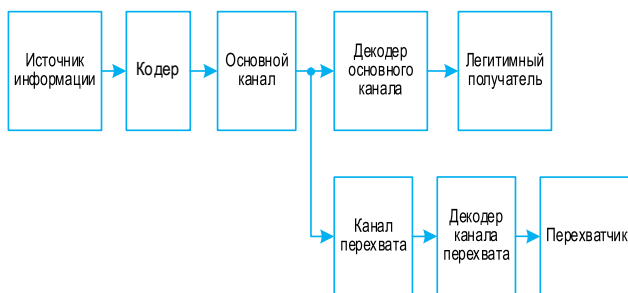 Источник
информации
Кодер
Основной
канал
Декодер
основного
канала
Легитимный
получатель
Канал
перехвата
Декодер
канала
перехвата
Перехватчик